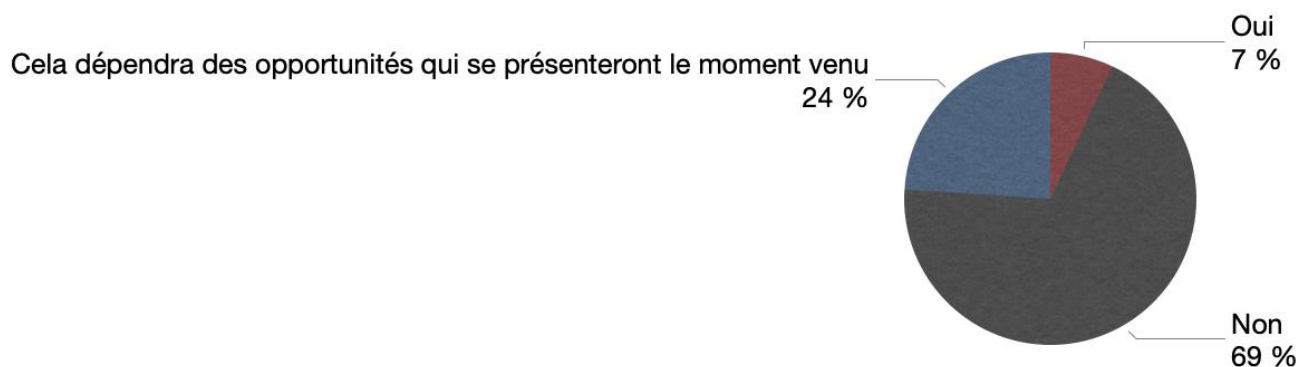 Oui
7 %
Cela dépendra des opportunités qui se présenteront le moment venu
24 %
Non
69 %